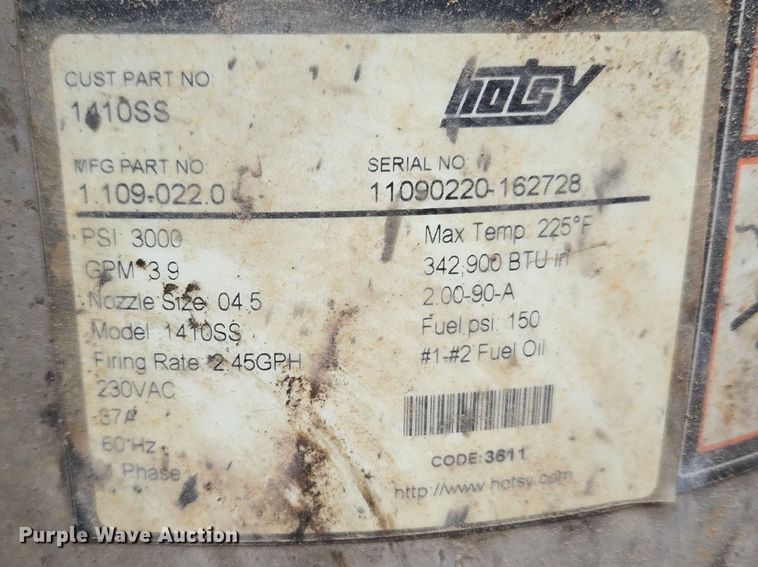 CUST PART NO
1410SS
hotsy
MFG PART NO
1.109-022.0
SERIAL NO
11090220-162728
PSI: 3000
GPM: 3.9
Nozzle Size: 04.5
Model: 1410SS
Firing Rate: 2.45GPH
230VAC
37A
60 Hz
1 Phase
Max Temp: 225°F
342,900 BTU in
2.00-90-A
Fuel psi: 150
#1-#2 Fuel Oil
CODE: 3611
http://www.hotsy.com
Purple Wave Auction